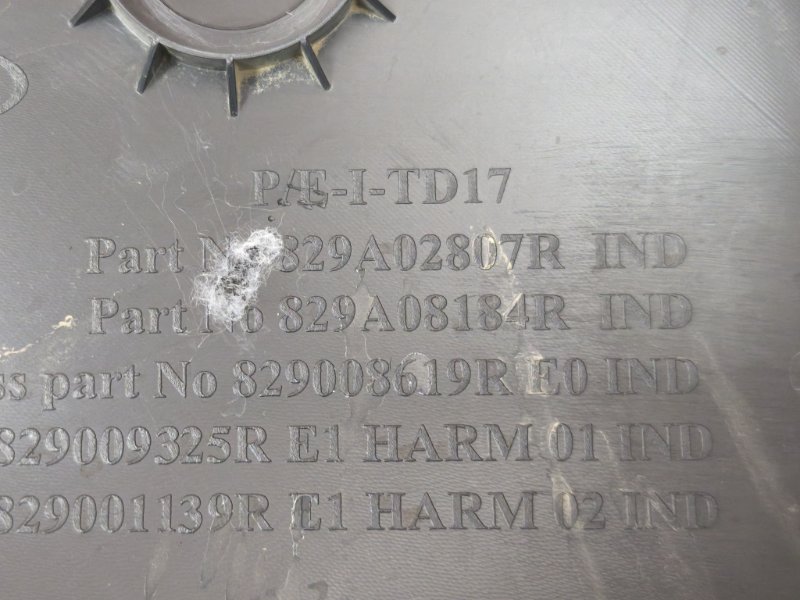 P/E-I-TD17
Part No 829A02807R IND
Part No 829A08184R IND
ss part No 829008619R E0 IND
829009325R E1 HARM 01 IND
829001139R E1 HARM 02 IND